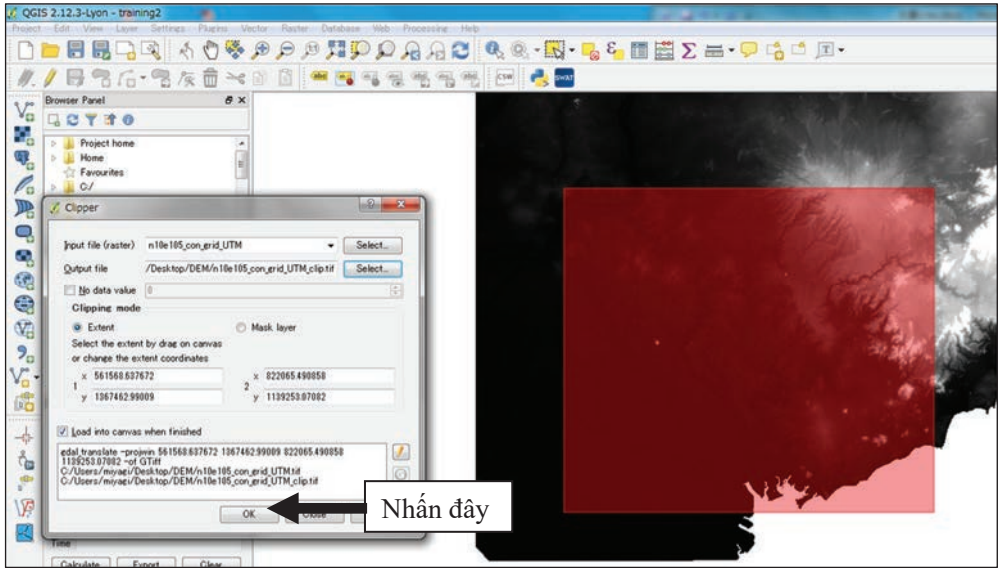 QGIS 2.12.3-Lyon - training2
Project Edit View Layer Settings Plugins Vector Raster Database Web Processing Help
CSW SWAT
Browser Panel
Project home
Home
Favourites
C:/
Clipper
Input file (raster) n10e105_con_grid_UTM Select...
Output file /Desktop/DEM/n10e105_con_grid_UTM_clip.tif Select...
No data value 0
Clipping mode
Extent Mask layer
Select the extent by drag on canvas
or change the extent coordinates
x 561568.637672 x 822065.490858
1 2
y 1367462.99009 y 1139253.07082
Load into canvas when finished
gdal_translate -projwin 561568.637672 1367462.99009 822065.490858
1139253.07082 -of GTiff
C:/Users/miyagi/Desktop/DEM/n10e105_con_grid_UTM.tif
C:/Users/miyagi/Desktop/DEM/n10e105_con_grid_UTM_clip.tif
OK Close
Nhấn đây
Time
Calculate Export Clear